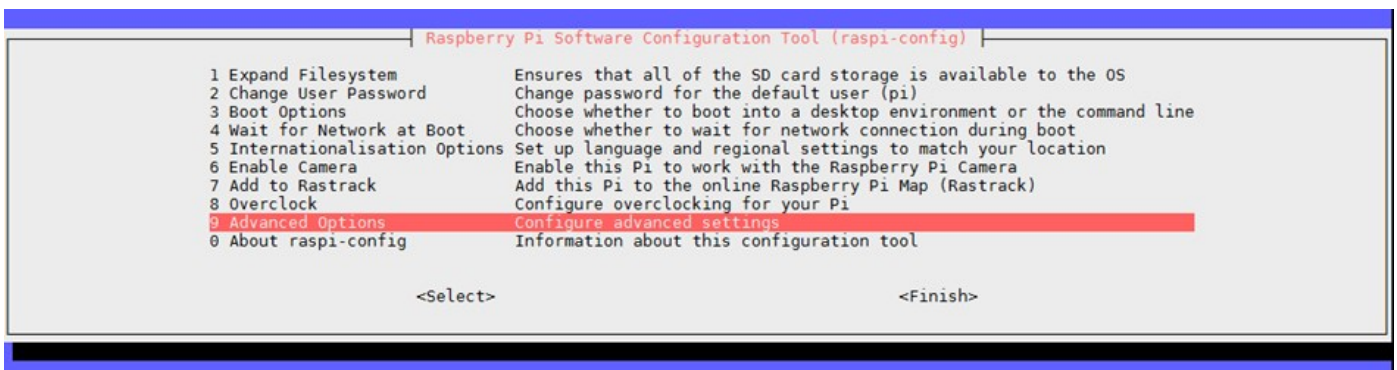 Raspberry Pi Software Configuration Tool (raspi-config)
1 Expand Filesystem Ensures that all of the SD card storage is available to the OS
2 Change User Password Change password for the default user (pi)
3 Boot Options Choose whether to boot into a desktop environment or the command line
4 Wait for Network at Boot Choose whether to wait for network connection during boot
5 Internationalisation Options Set up language and regional settings to match your location
6 Enable Camera Enable this Pi to work with the Raspberry Pi Camera
7 Add to Rastrack Add this Pi to the online Raspberry Pi Map (Rastrack)
8 Overclock Configure overclocking for your Pi
9 Advanced Options Configure advanced settings
0 About raspi-config Information about this configuration tool
<Select> <Finish>